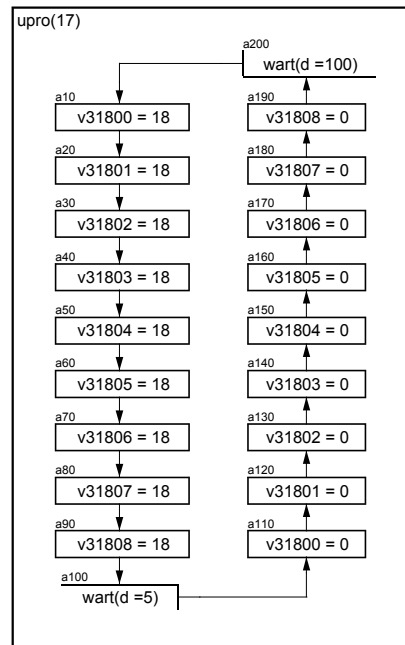 upro(17)
a200
wart(d =100)
a10
v31800 = 18
a190
v31808 = 0
a20
v31801 = 18
a180
v31807 = 0
a30
v31802 = 18
a170
v31806 = 0
a40
v31803 = 18
a160
v31805 = 0
a50
v31804 = 18
a150
v31804 = 0
a60
v31805 = 18
a140
v31803 = 0
a70
v31806 = 18
a130
v31802 = 0
a80
v31807 = 18
a120
v31801 = 0
a90
v31808 = 18
a110
v31800 = 0
a100
wart(d =5)